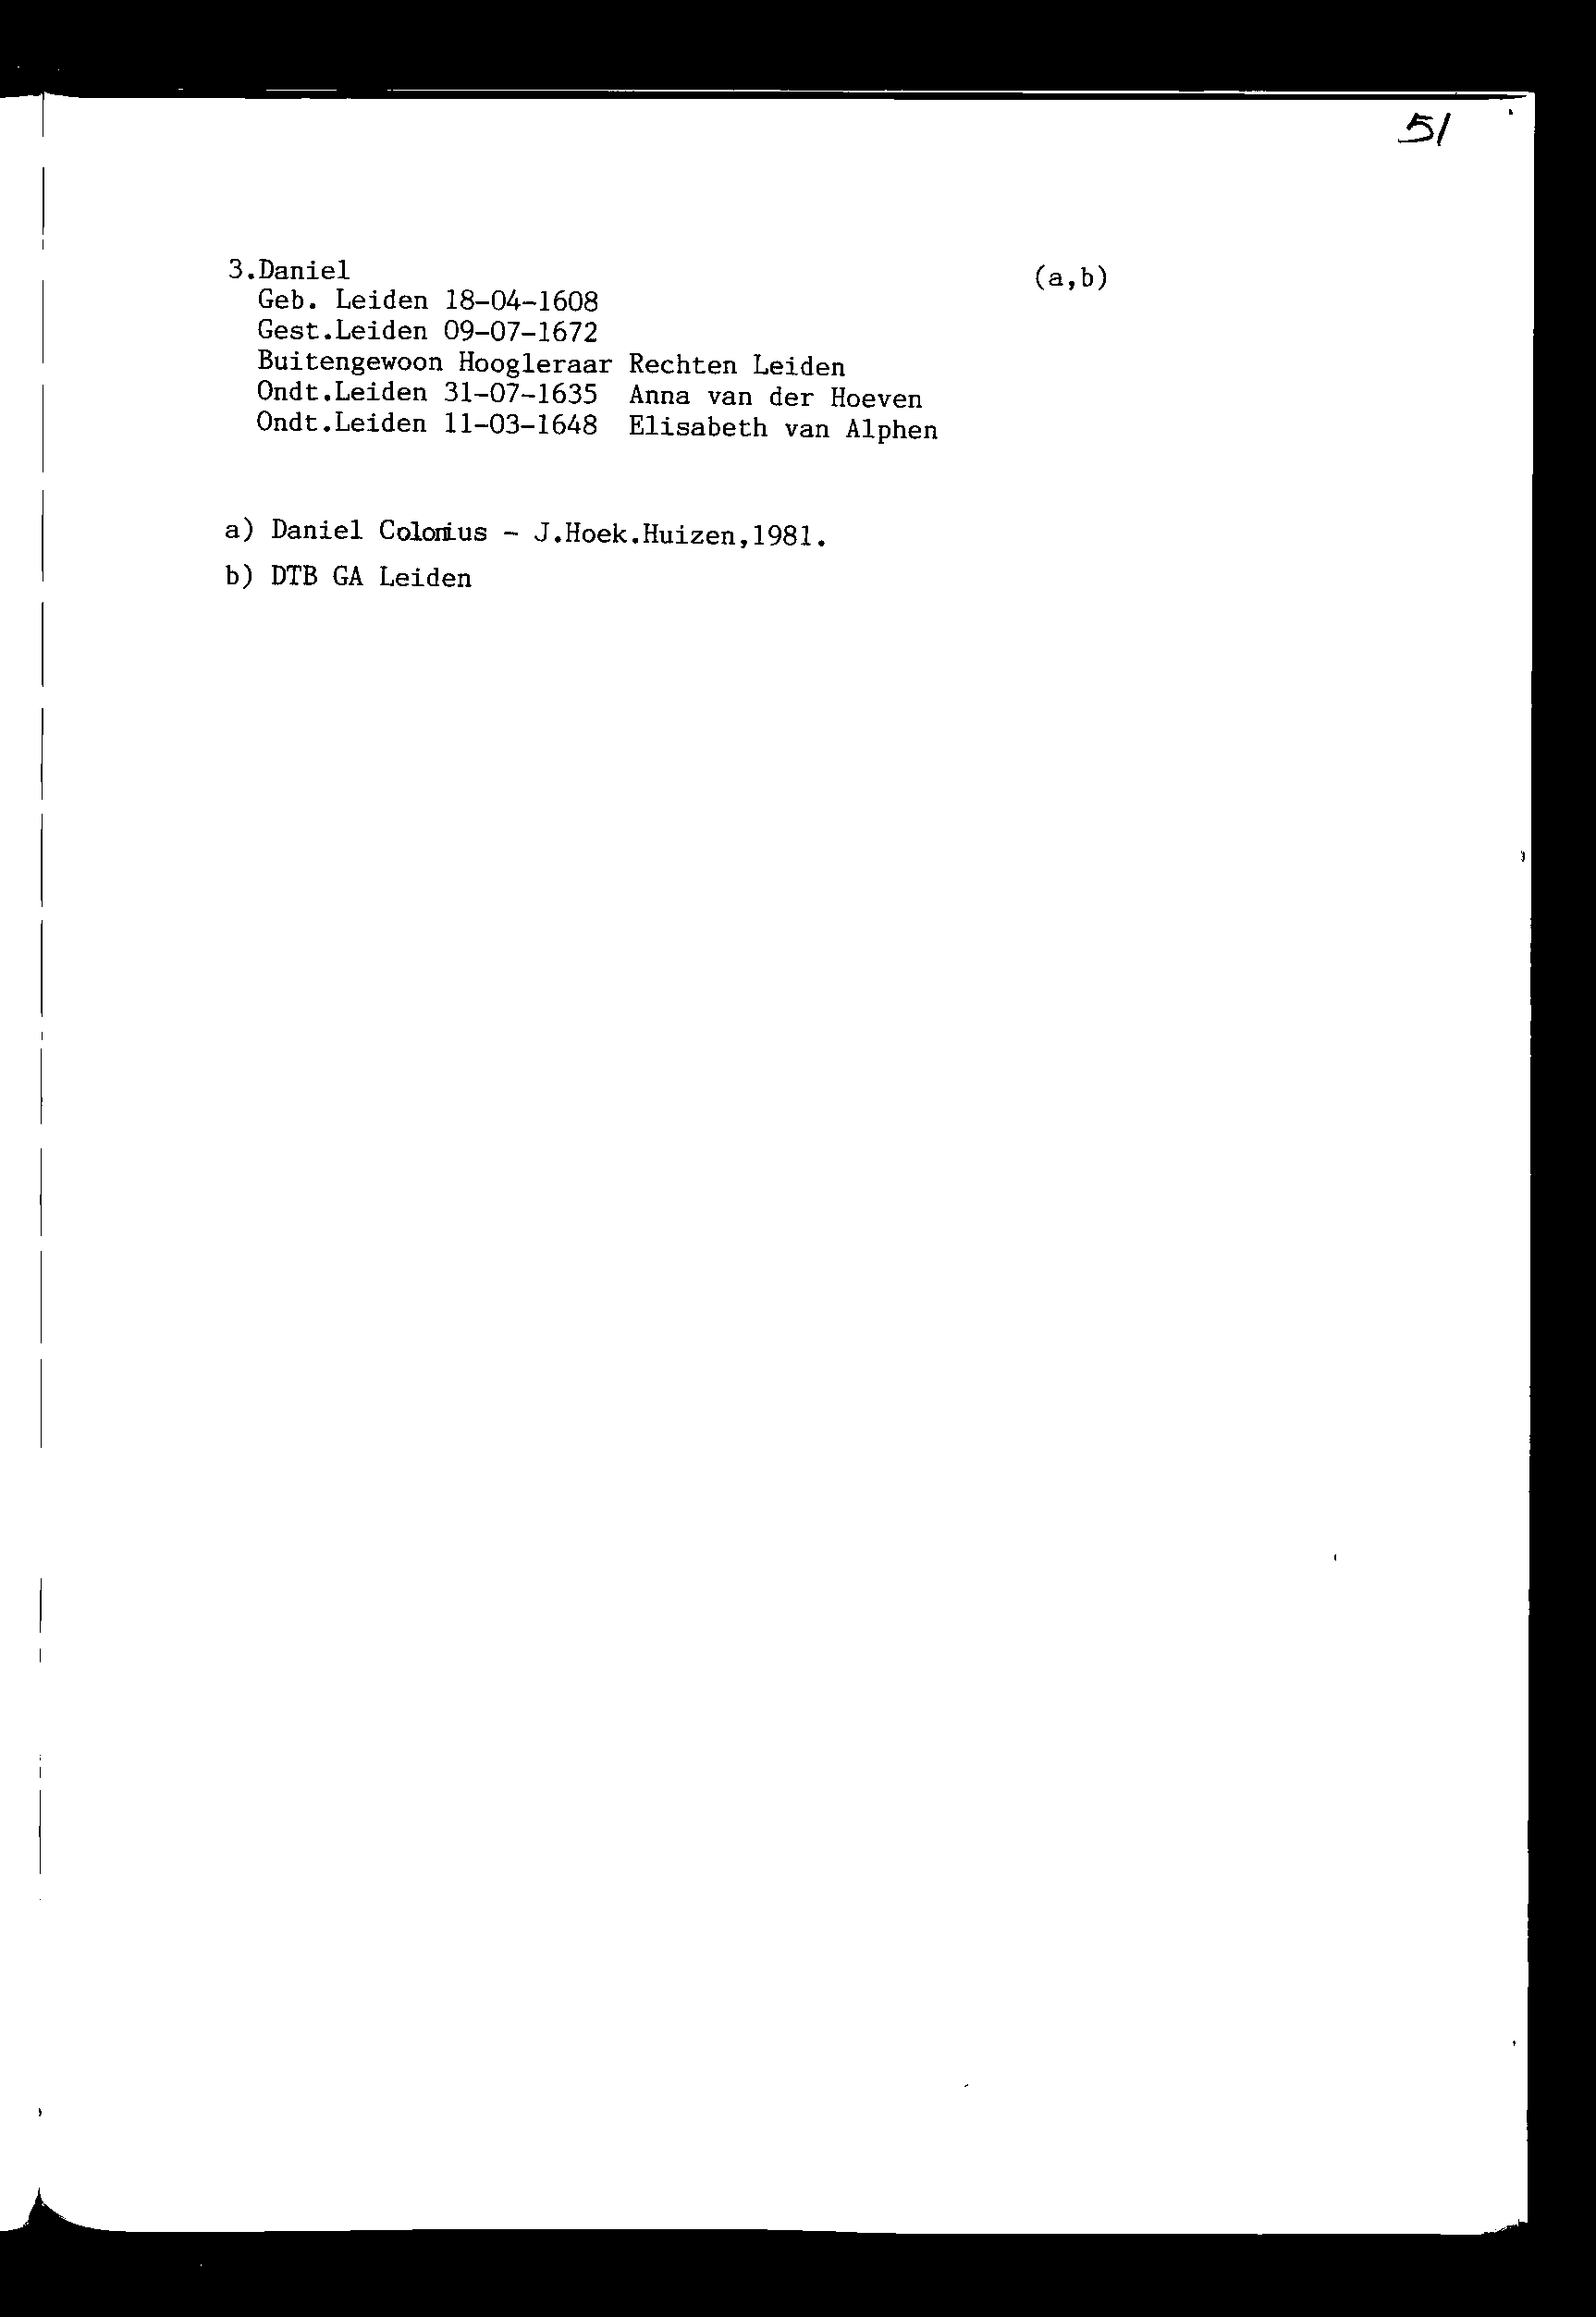 51
3.Daniel (a,b)
Geb. Leiden 18-04-1608
Gest.Leiden 09-07-1672
Buitengewoon Hoogleraar Rechten Leiden
Ondt.Leiden 31-07-1635 Anna van der Hoeven
Ondt.Leiden 11-03-1648 Elisabeth van Alphen
a) Daniel Colonius - J.Hoek.Huizen,1981.
b) DTB GA Leiden